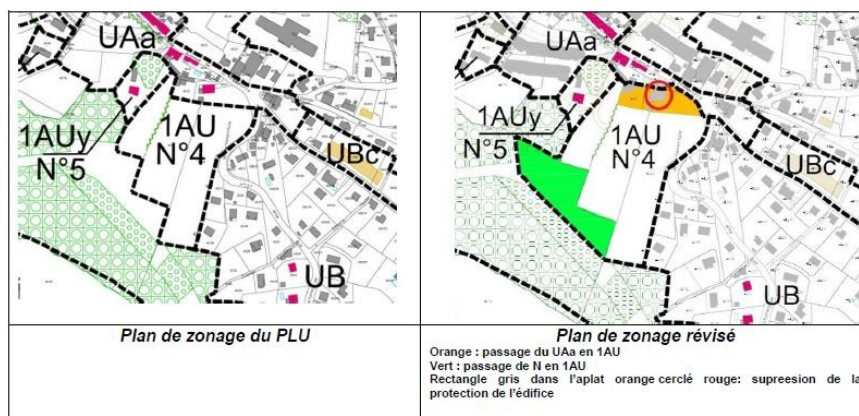 UAa
1AUy
N°5
1AU
N°4
UBc
UB
UAa
1AUy
N°5
1AU
N°4
UBc
UB
Plan de zonage du PLU
Plan de zonage révisé
Orange : passage du UAa en 1AU
Vert : passage de N en 1AU
Rectangle gris dans l'aplat orange cerclé rouge: supreesion de la
protection de l'édifice